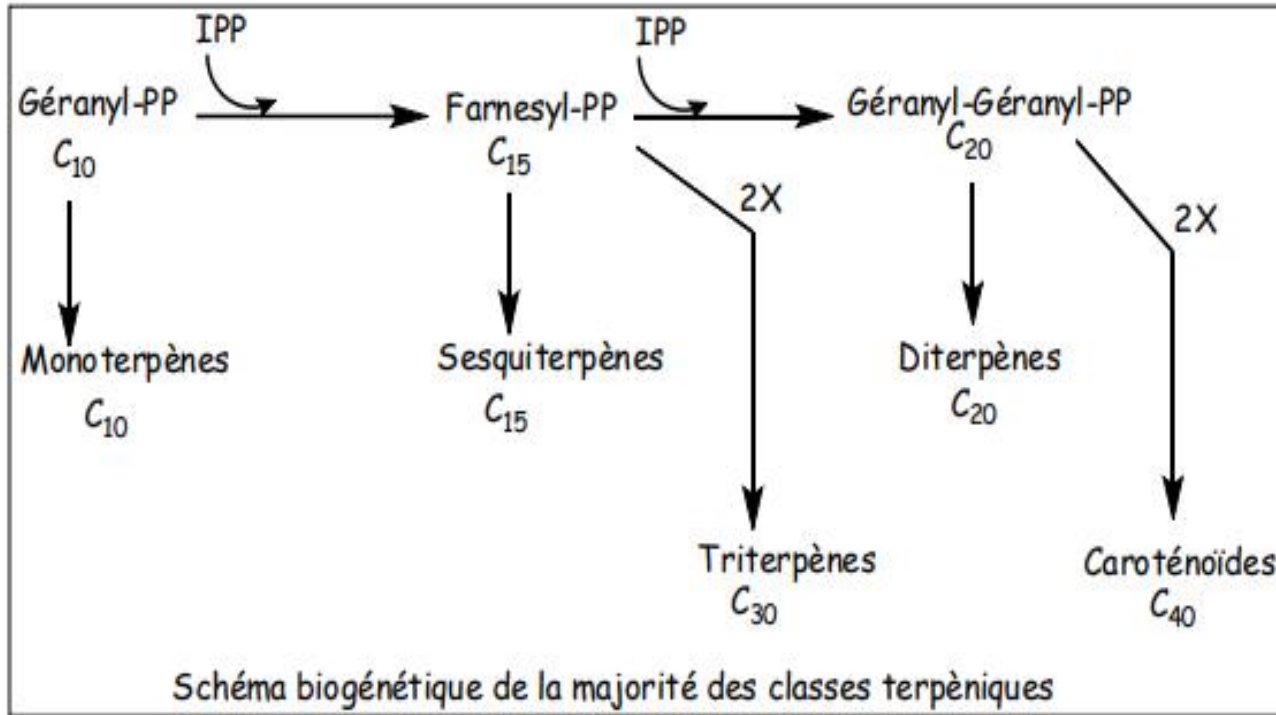 IPP IPP
Géranyl-PP Farnesyl-PP Géranyl-Géranyl-PP
C10 C15 C20
2X 2X
Monoterpènes Sesquiterpènes Diterpènes
C10 C15 C20
Triterpènes Caroténoïdes
C30 C40
Schéma biogénétique de la majorité des classes terpèniques